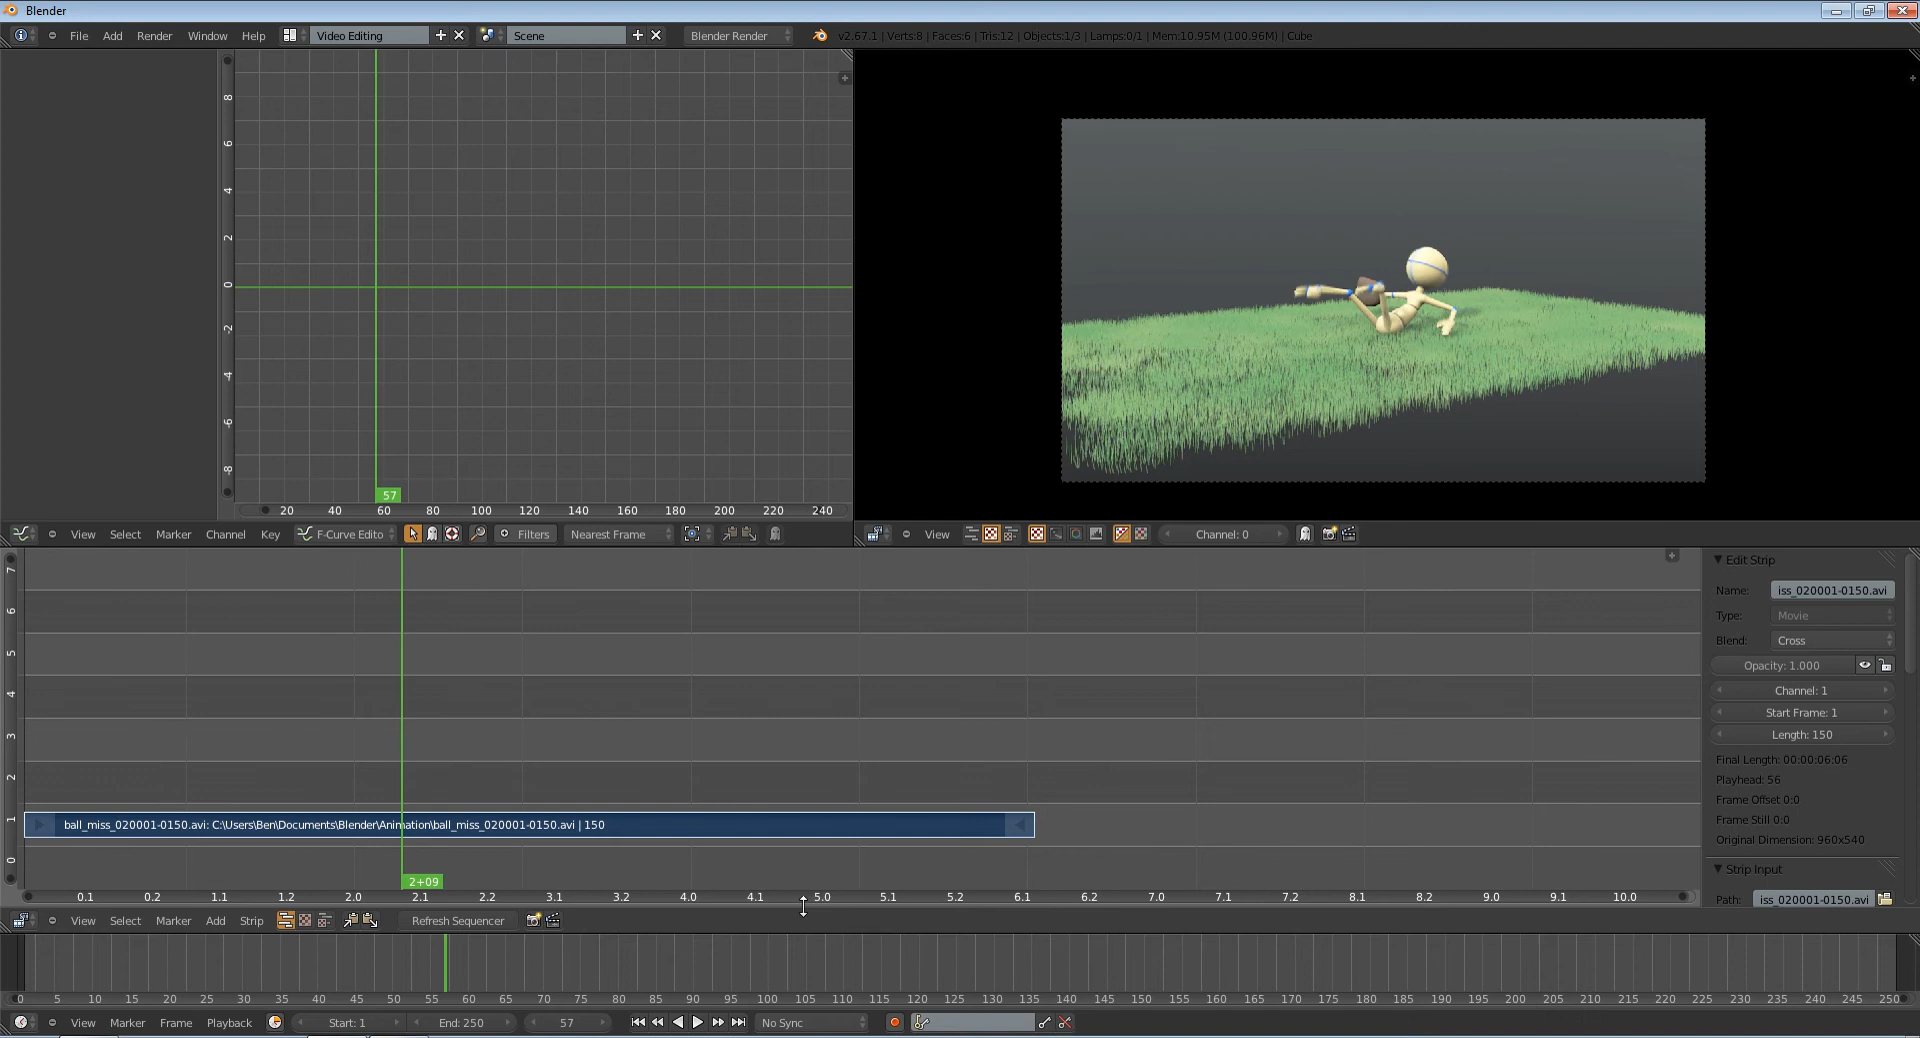 Blender
File Add Render Window Help Video Editing Scene Blender Render v2.67.1 | Verts:8 | Faces:6 | Tris:12 | Objects:1/3 | Lamps:0/1 | Mem:10.95M (100.96M) | Cube
8
6
4
2
0
-2
-4
-6
-8
57
20 40 60 80 100 120 140 160 180 200 220 240
View Select Marker Channel Key F-Curve Edito Filters Nearest Frame
View Channel: 0
7
6
5
4
3
2
1
0
ball_miss_020001-0150.avi: C:\Users\Ben\Documents\Blender\Animation\ball_miss_020001-0150.avi | 150
2+09
0.1 0.2 1.1 1.2 2.0 2.1 2.2 3.1 3.2 4.0 4.1 5.0 5.1 5.2 6.1 6.2 7.0 7.1 7.2 8.1 8.2 9.0 9.1 10.0
Edit Strip
Name: iss_020001-0150.avi
Type: Movie
Blend: Cross
Opacity: 1.000
Channel: 1
Start Frame: 1
Length: 150
Final Length: 00:00:06:06
Playhead: 56
Frame Offset 0:0
Frame Still 0:0
Original Dimension: 960x540
Strip Input
Path: iss_020001-0150.avi
View Select Marker Add Strip Refresh Sequencer
0 5 10 15 20 25 30 35 40 45 50 55 60 65 70 75 80 85 90 95 100 105 110 115 120 125 130 135 140 145 150 155 160 165 170 175 180 185 190 195 200 205 210 215 220 225 230 235 240 245 250
View Marker Frame Playback Start: 1 End: 250 57 No Sync